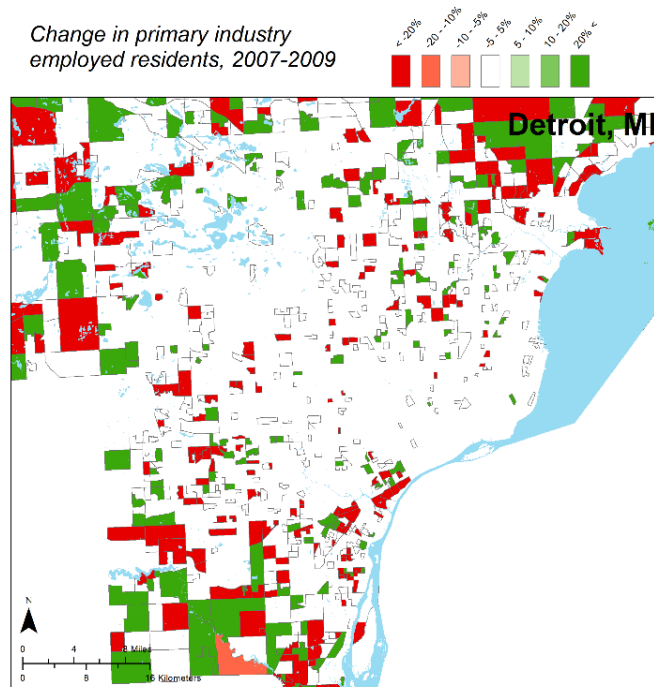 Change in primary industry
employed residents, 2007-2009
< -20%
-20 - -10%
-10 - -5%
-5 - 5%
5 - 10%
10 - 20%
20% <
Detroit, MI
N
0 4 8 Miles
0 8 16 Kilometers